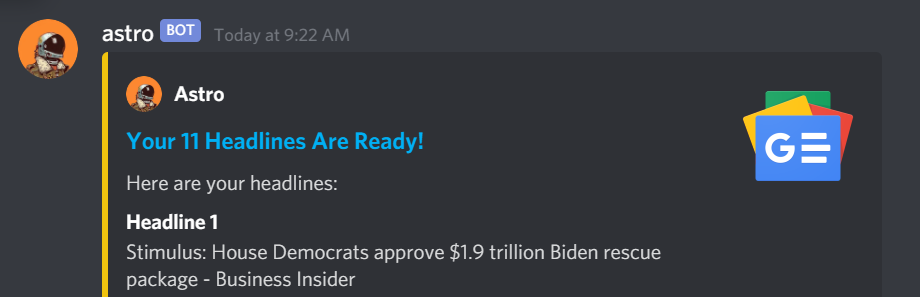 astro BOT Today at 9:22 AM
Astro
Your 11 Headlines Are Ready!
GE
Here are your headlines:
Headline 1
Stimulus: House Democrats approve $1.9 trillion Biden rescue
package - Business Insider